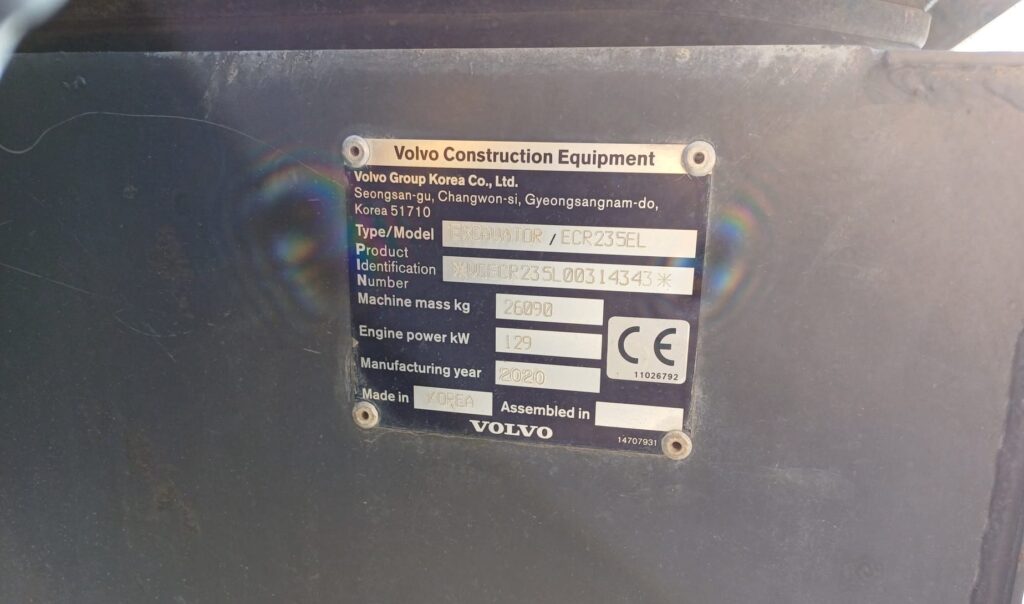 Volvo Construction Equipment
Volvo Group Korea Co., Ltd.
Seongsan-gu, Changwon-si, Gyeongsangnam-do,
Korea 51710
Type/Model EXCAVATOR / ECR235EL
Product
Identification
Number
Machine mass kg 26090
Engine power kW 129
Manufacturing year 2020
CE
11026792
Made in KOREA Assembled in
VOLVO
14707931